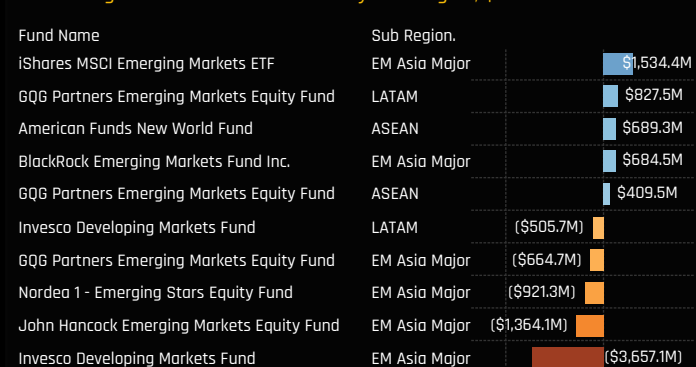 Fund Name Sub Region.
iShares MSCI Emerging Markets ETF EM Asia Major $1,534.4M
GQG Partners Emerging Markets Equity Fund LATAM $827.5M
American Funds New World Fund ASEAN $689.3M
BlackRock Emerging Markets Fund Inc. EM Asia Major $684.5M
GQG Partners Emerging Markets Equity Fund ASEAN $409.5M
Invesco Developing Markets Fund LATAM ($505.7M)
GQG Partners Emerging Markets Equity Fund EM Asia Major ($664.7M)
Nordea 1 - Emerging Stars Equity Fund EM Asia Major ($921.3M)
John Hancock Emerging Markets Equity Fund EM Asia Major ($1,364.1M)
Invesco Developing Markets Fund EM Asia Major ($3,657.1M)